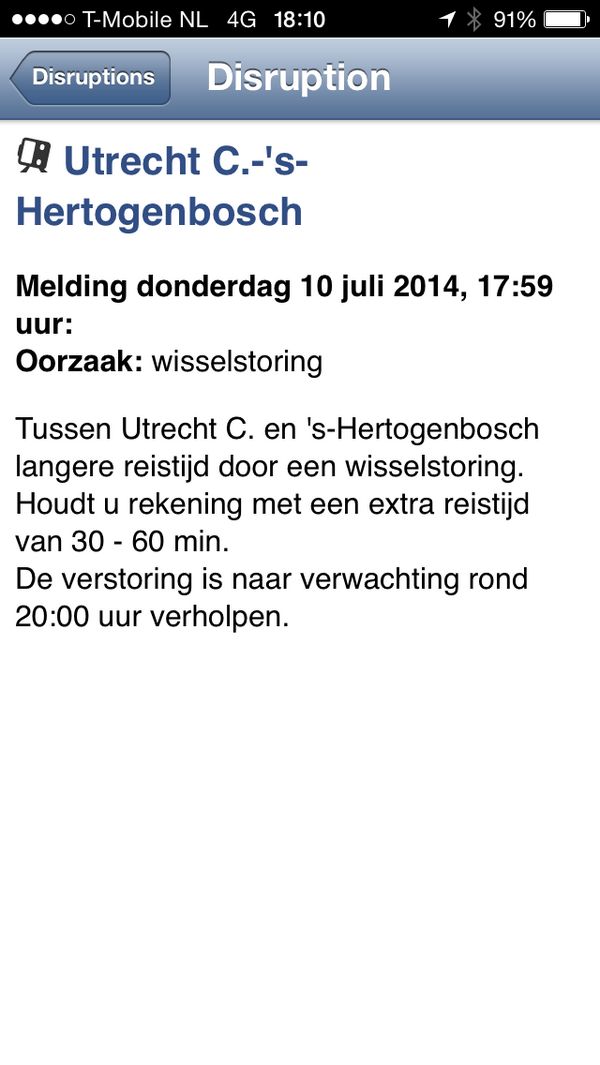 T-Mobile NL 4G 18:10 91%
Disruptions Disruption
Utrecht C.-'s-
Hertogenbosch
Melding donderdag 10 juli 2014, 17:59
uur:
Oorzaak: wisselstoring
Tussen Utrecht C. en 's-Hertogenbosch
langere reistijd door een wisselstoring.
Houdt u rekening met een extra reistijd
van 30 - 60 min.
De verstoring is naar verwachting rond
20:00 uur verholpen.